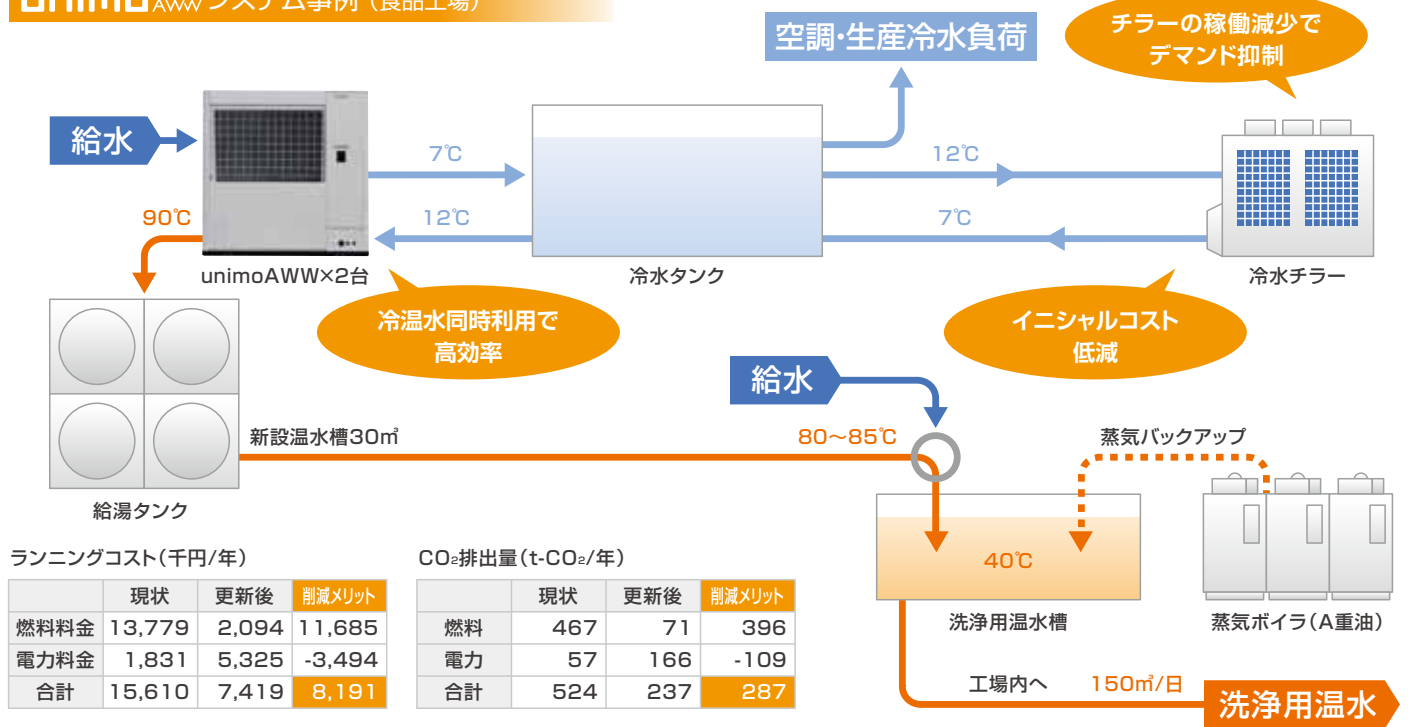 unimo AWW システム事例（食品工場）
空調・生産冷水負荷
チラーの稼働減少で
デマンド抑制
給水
7℃
12℃
12℃
7℃
90℃
unimoAWW×2台
冷水タンク
冷水チラー
冷温水同時利用で
高効率
イニシャルコスト
低減
給水
新設温水槽30㎥
80～85℃
蒸気バックアップ
給湯タンク
40℃
洗浄用温水槽
蒸気ボイラ（A重油）
工場内へ 150㎥/日
洗浄用温水
ランニングコスト（千円/年）
現状 更新後 削減メリット
燃料料金 13,779 2,094 11,685
電力料金 1,831 5,325 -3,494
合計 15,610 7,419 8,191
CO₂排出量（t-CO₂/年）
現状 更新後 削減メリット
燃料 467 71 396
電力 57 166 -109
合計 524 237 287